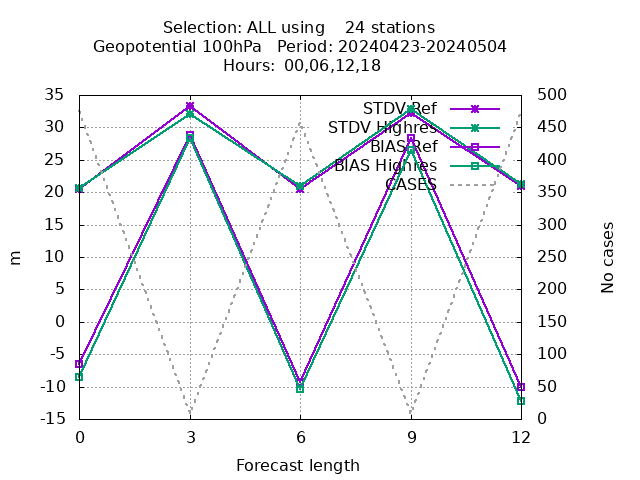 Selection: ALL using    24 stations
Geopotential 100hPa   Period: 20240423-20240504
Hours: 00,06,12,18
35
30
25
20
15
10
5
0
-5
-10
-15
500
450
400
350
300
250
200
150
100
50
0
STDV Ref
STDV Highres
BIAS Ref
BIAS Highres
CASES
m
No cases
0 3 6 9 12
Forecast length